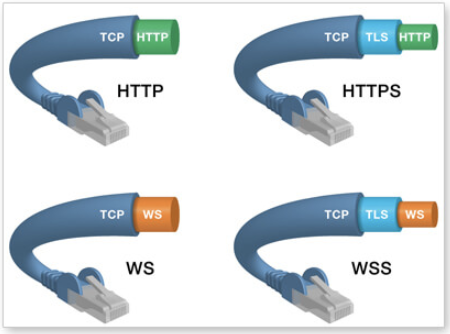 TCP HTTP
HTTP
TCP TLS HTTP
HTTPS
TCP WS
WS
TCP TLS WS
WSS